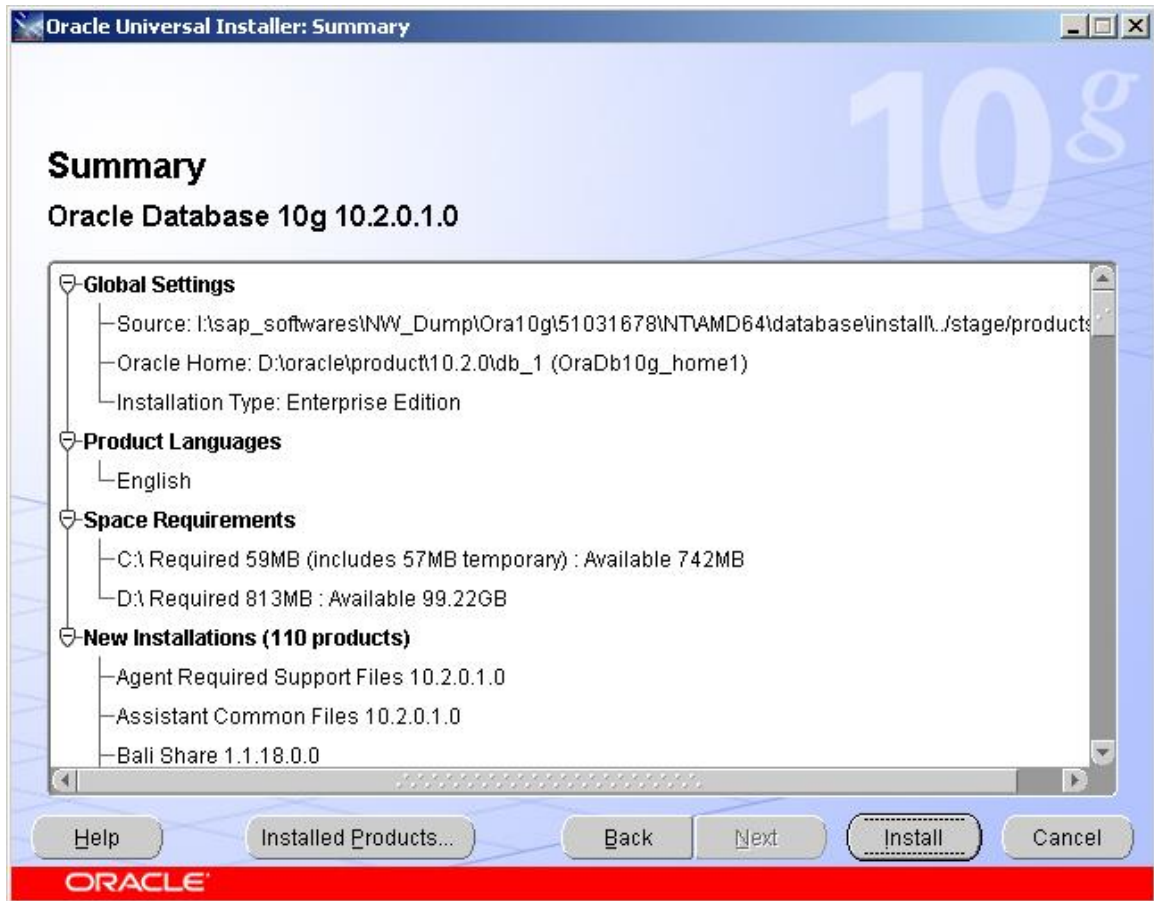 Oracle Universal Installer: Summary
10g
Summary
Oracle Database 10g 10.2.0.1.0
Global Settings
Source: I:\sap_softwares\NW_Dump\Ora10g\51031678\NT\AMD64\database\install\../stage/products
Oracle Home: D:\oracle\product\10.2.0\db_1 (OraDb10g_home1)
Installation Type: Enterprise Edition
Product Languages
English
Space Requirements
C:\ Required 59MB (includes 57MB temporary) : Available 742MB
D:\ Required 813MB : Available 99.22GB
New Installations (110 products)
Agent Required Support Files 10.2.0.1.0
Assistant Common Files 10.2.0.1.0
Bali Share 1.1.18.0.0
Help Installed Products... Back Next Install Cancel
ORACLE